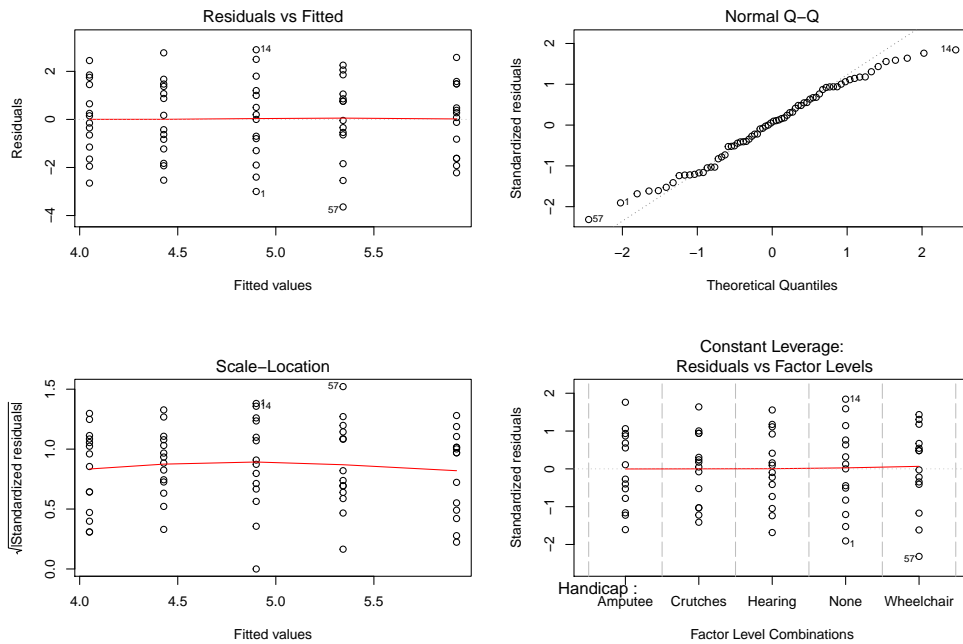 Residuals vs Fitted
Residuals
2
0
−2
−4
14
1
57
4.0 4.5 5.0 5.5
Fitted values
Normal Q−Q
Standardized residuals
2
1
0
−1
−2
14
1
57
−2 −1 0 1 2
Theoretical Quantiles
Scale−Location
√|Standardized residuals|
1.5
1.0
0.5
0.0
57
1
14
4.0 4.5 5.0 5.5
Fitted values
Constant Leverage:
Residuals vs Factor Levels
Standardized residuals
2
1
0
−1
−2
14
1
57
Handicap :
Amputee Crutches Hearing None Wheelchair
Factor Level Combinations